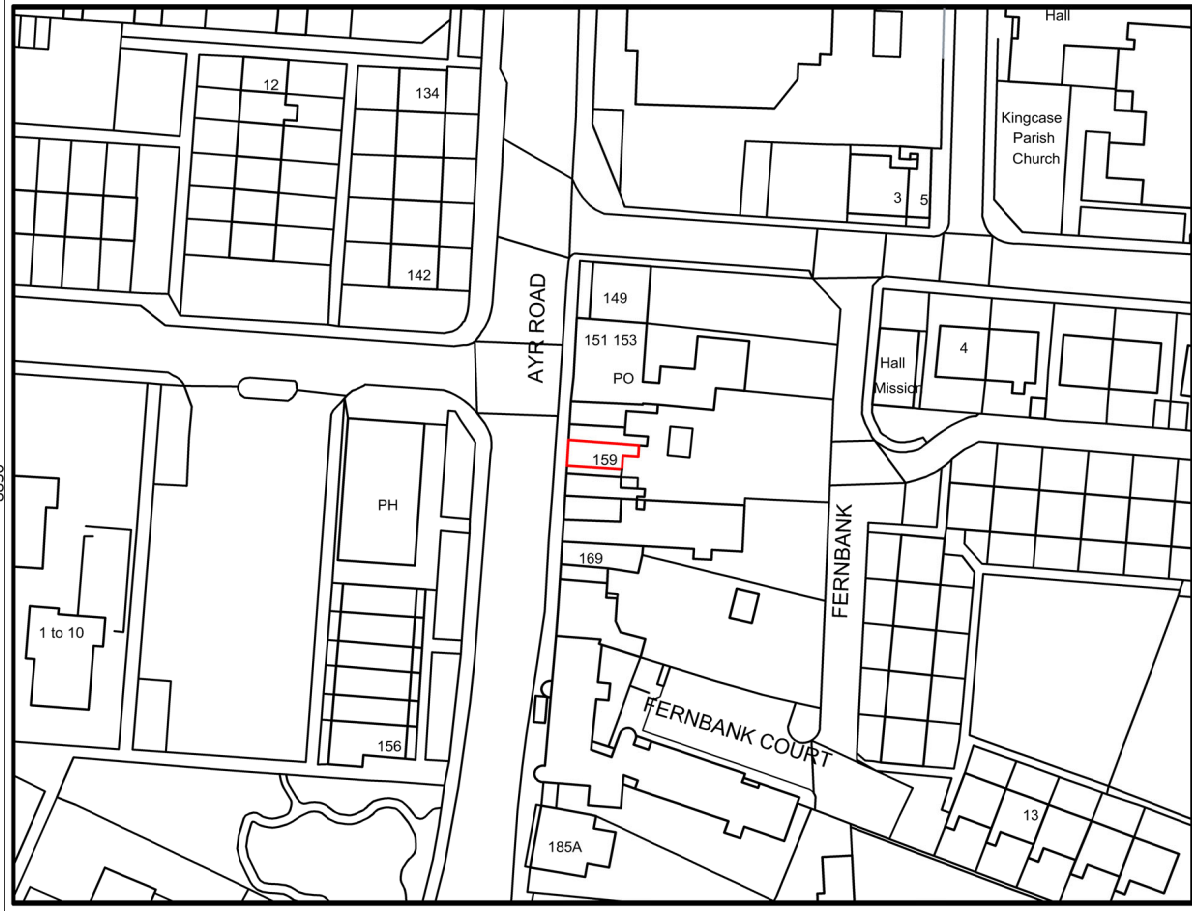 Hall
12
134
Kingcase
Parish
Church
3
5
142
149
AYR ROAD
151 153
PO
Hall
Mission
4
159
PH
FERNBANK
169
1 to 10
FERNBANK COURT
156
13
185A